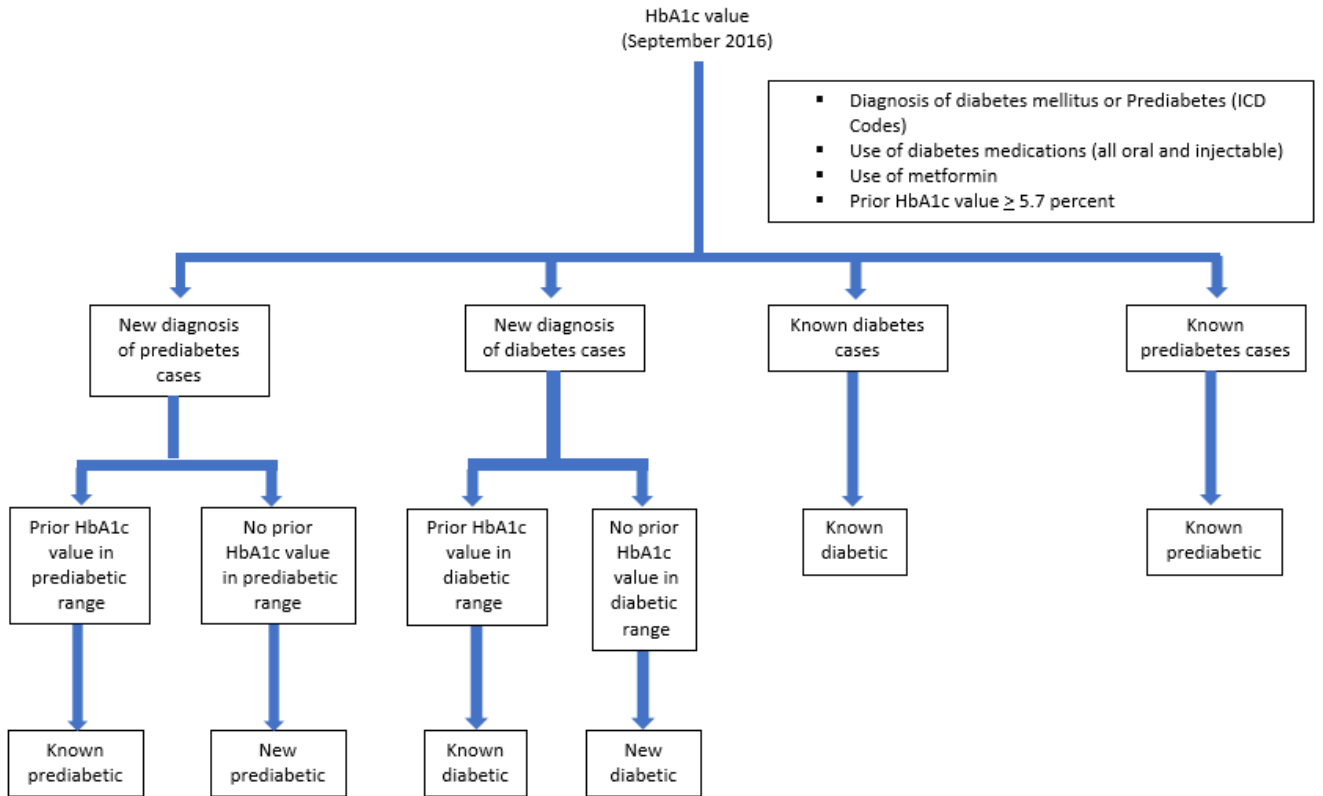 HbA1c value
(September 2016)
▪ Diagnosis of diabetes mellitus or Prediabetes (ICD
Codes)
▪ Use of diabetes medications (all oral and injectable)
▪ Use of metformin
▪ Prior HbA1c value ≥ 5.7 percent
New diagnosis
of prediabetes
cases
New diagnosis
of diabetes cases
Known diabetes
cases
Known
prediabetes cases
Prior HbA1c
value in
prediabetic
range
No prior
HbA1c value
in prediabetic
range
Prior HbA1c
value in
diabetic
range
No prior
HbA1c
value in
diabetic
range
Known
diabetic
Known
prediabetic
Known
prediabetic
New
prediabetic
Known
diabetic
New
diabetic